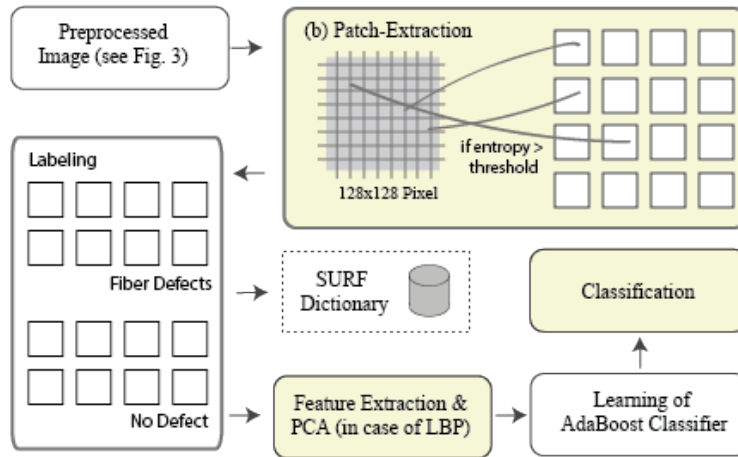 Preprocessed
Image (see Fig. 3)
(b) Patch-Extraction
if entropy >
threshold
128x128 Pixel
Labeling
Fiber Defects
No Defect
SURF
Dictionary
Feature Extraction &
PCA (in case of LBP)
Learning of
AdaBoost Classifier
Classification